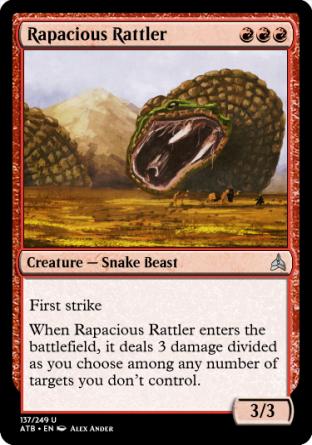 Rapacious Rattler
Creature — Snake Beast
First strike
When Rapacious Rattler enters the
battlefield, it deals 3 damage divided
as you choose among any number of
targets you don't control.
3/3
137/249 U
ATB • EN Alex Ander